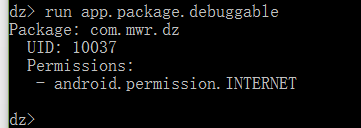 dz> run app.package.debuggable
Package: com.mwr.dz
UID: 10037
Permissions:
- android.permission.INTERNET
dz>